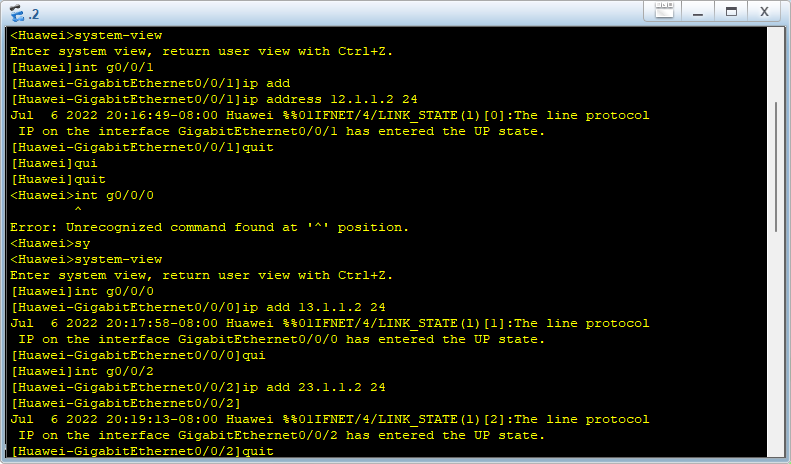 .2
<Huawei>system-view
Enter system view, return user view with Ctrl+Z.
[Huawei]int g0/0/1
[Huawei-GigabitEthernet0/0/1]ip add
[Huawei-GigabitEthernet0/0/1]ip address 12.1.1.2 24
Jul  6 2022 20:16:49-08:00 Huawei %%01IFNET/4/LINK_STATE(l)[0]:The line protocol
 IP on the interface GigabitEthernet0/0/1 has entered the UP state.
[Huawei-GigabitEthernet0/0/1]quit
[Huawei]qui
[Huawei]quit
<Huawei>int g0/0/0
        ^
Error: Unrecognized command found at '^' position.
<Huawei>sy
<Huawei>system-view
Enter system view, return user view with Ctrl+Z.
[Huawei]int g0/0/0
[Huawei-GigabitEthernet0/0/0]ip add 13.1.1.2 24
Jul  6 2022 20:17:58-08:00 Huawei %%01IFNET/4/LINK_STATE(l)[1]:The line protocol
 IP on the interface GigabitEthernet0/0/0 has entered the UP state.
[Huawei-GigabitEthernet0/0/0]qui
[Huawei]int g0/0/2
[Huawei-GigabitEthernet0/0/2]ip add 23.1.1.2 24
[Huawei-GigabitEthernet0/0/2]
Jul  6 2022 20:19:13-08:00 Huawei %%01IFNET/4/LINK_STATE(l)[2]:The line protocol
 IP on the interface GigabitEthernet0/0/2 has entered the UP state.
[Huawei-GigabitEthernet0/0/2]quit